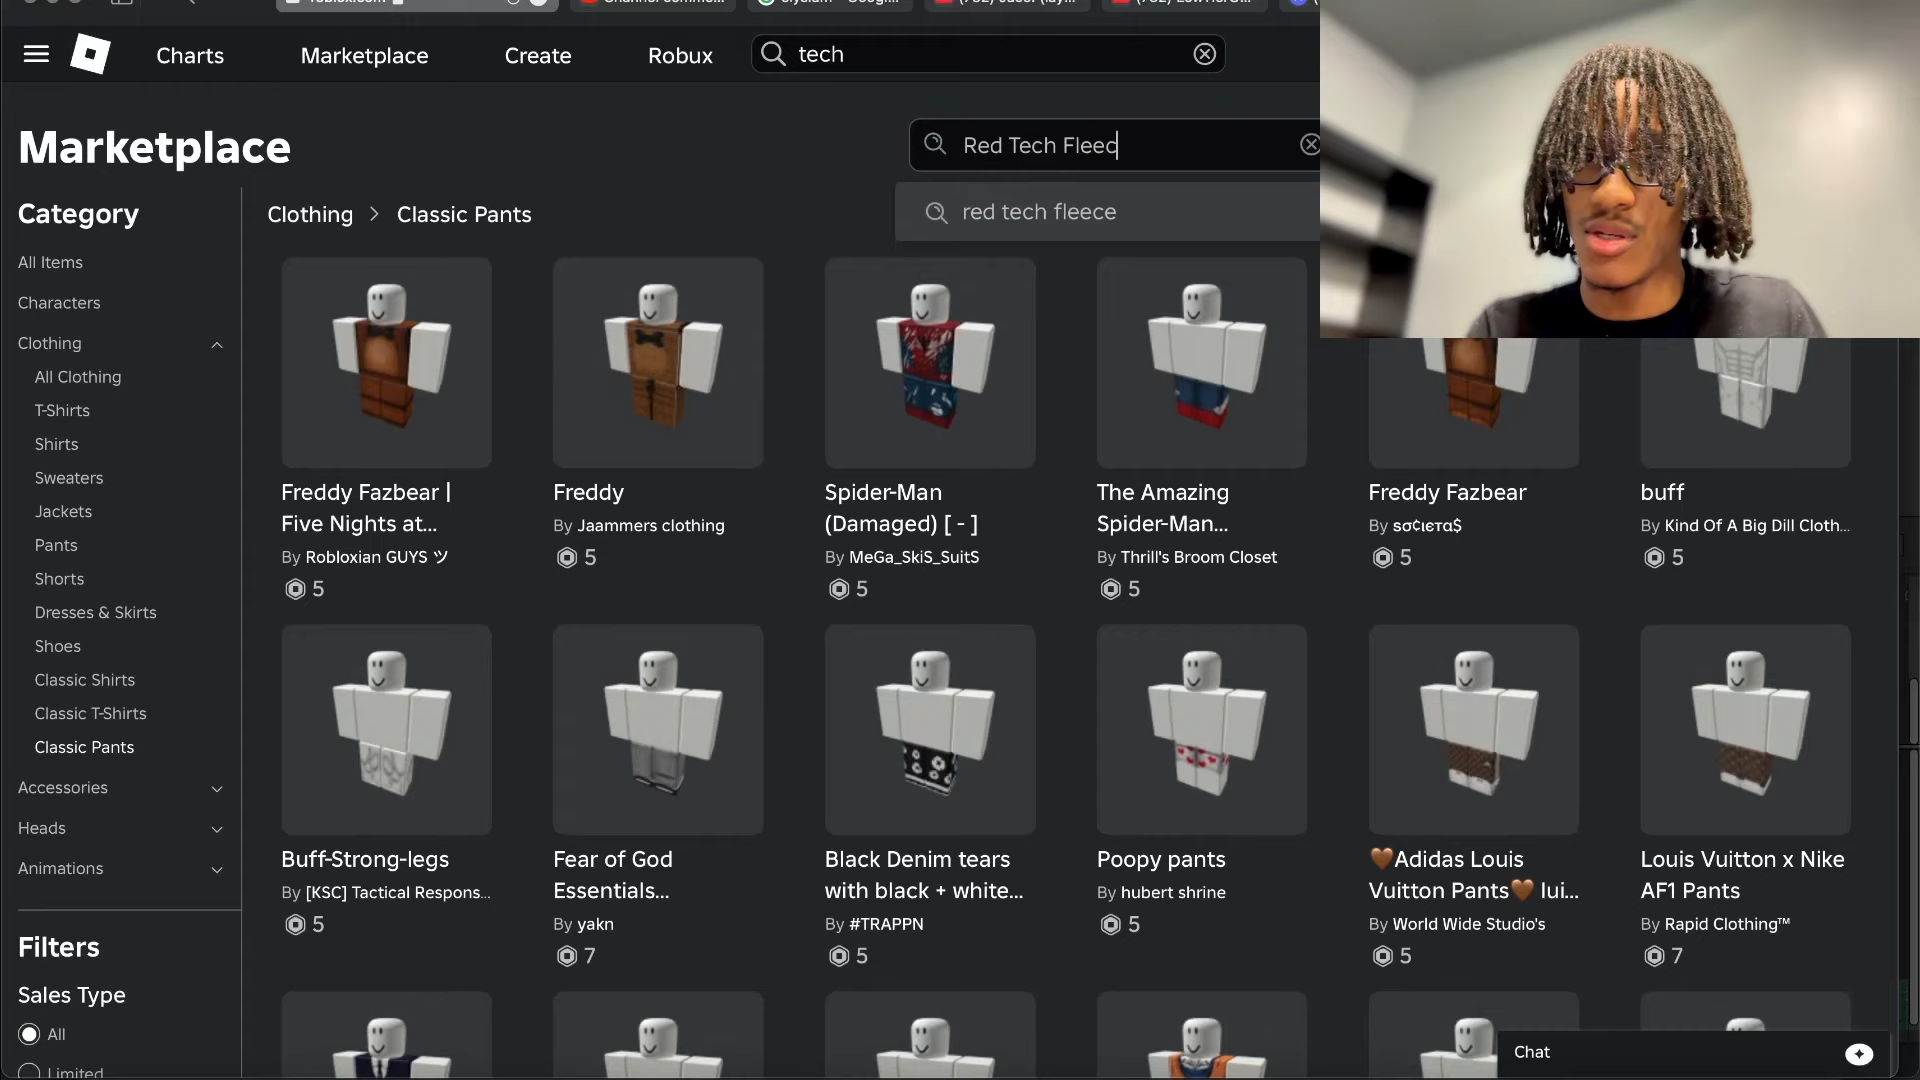 Charts
Marketplace
Create
Robux
tech
Marketplace
Red Tech Fleec
red tech fleece
Category
All Items
Characters
Clothing
All Clothing
T-Shirts
Shirts
Sweaters
Jackets
Pants
Shorts
Dresses & Skirts
Shoes
Classic Shirts
Classic T-Shirts
Classic Pants
Accessories
Heads
Animations
Filters
Sales Type
All
Limited
Clothing > Classic Pants
Freddy Fazbear |
Five Nights at...
By Robloxian GUYS ツ
5
Freddy
By Jaammers clothing
5
Spider-Man
(Damaged) [ - ]
By MeGa_SkiS_SuitS
5
The Amazing
Spider-Man...
By Thrill's Broom Closet
5
Freddy Fazbear
By ѕσ¢ιєтα$
5
buff
By Kind Of A Big Dill Cloth...
5
Buff-Strong-legs
By [KSC] Tactical Respons...
5
Fear of God
Essentials...
By yakn
7
Black Denim tears
with black + white...
By #TRAPPN
5
Poopy pants
By hubert shrine
5
🤎Adidas Louis
Vuitton Pants🤎 lui...
By World Wide Studio's
5
Louis Vuitton x Nike
AF1 Pants
By Rapid Clothing™
7
Chat